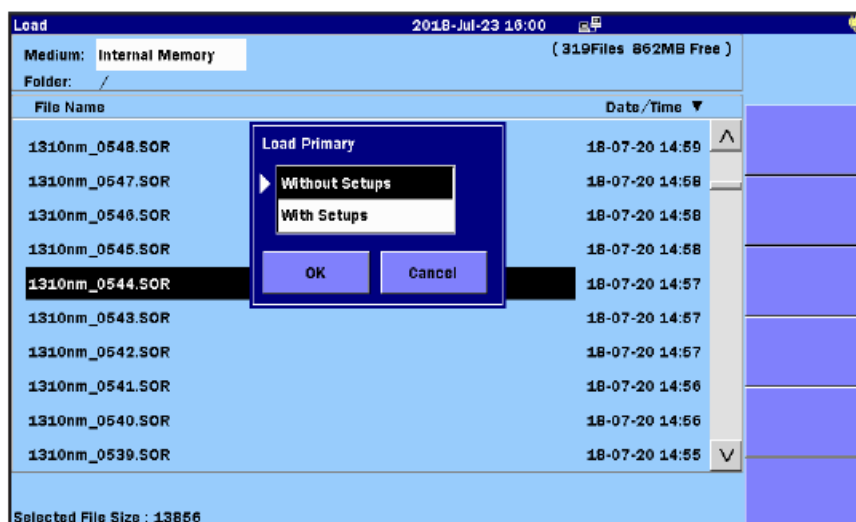 Load 2018-Jul-23 16:00
Medium: Internal Memory (319Files 862MB Free)
Folder: /
File Name Date/Time ▼
1310nm_0548.SOR 18-07-20 14:59
1310nm_0547.SOR 18-07-20 14:58
1310nm_0546.SOR 18-07-20 14:58
1310nm_0545.SOR 18-07-20 14:58
1310nm_0544.SOR 18-07-20 14:57
1310nm_0543.SOR 18-07-20 14:57
1310nm_0542.SOR 18-07-20 14:57
1310nm_0541.SOR 18-07-20 14:56
1310nm_0540.SOR 18-07-20 14:56
1310nm_0539.SOR 18-07-20 14:55
Load Primary
Without Setups
With Setups
OK Cancel
Selected File Size : 13856